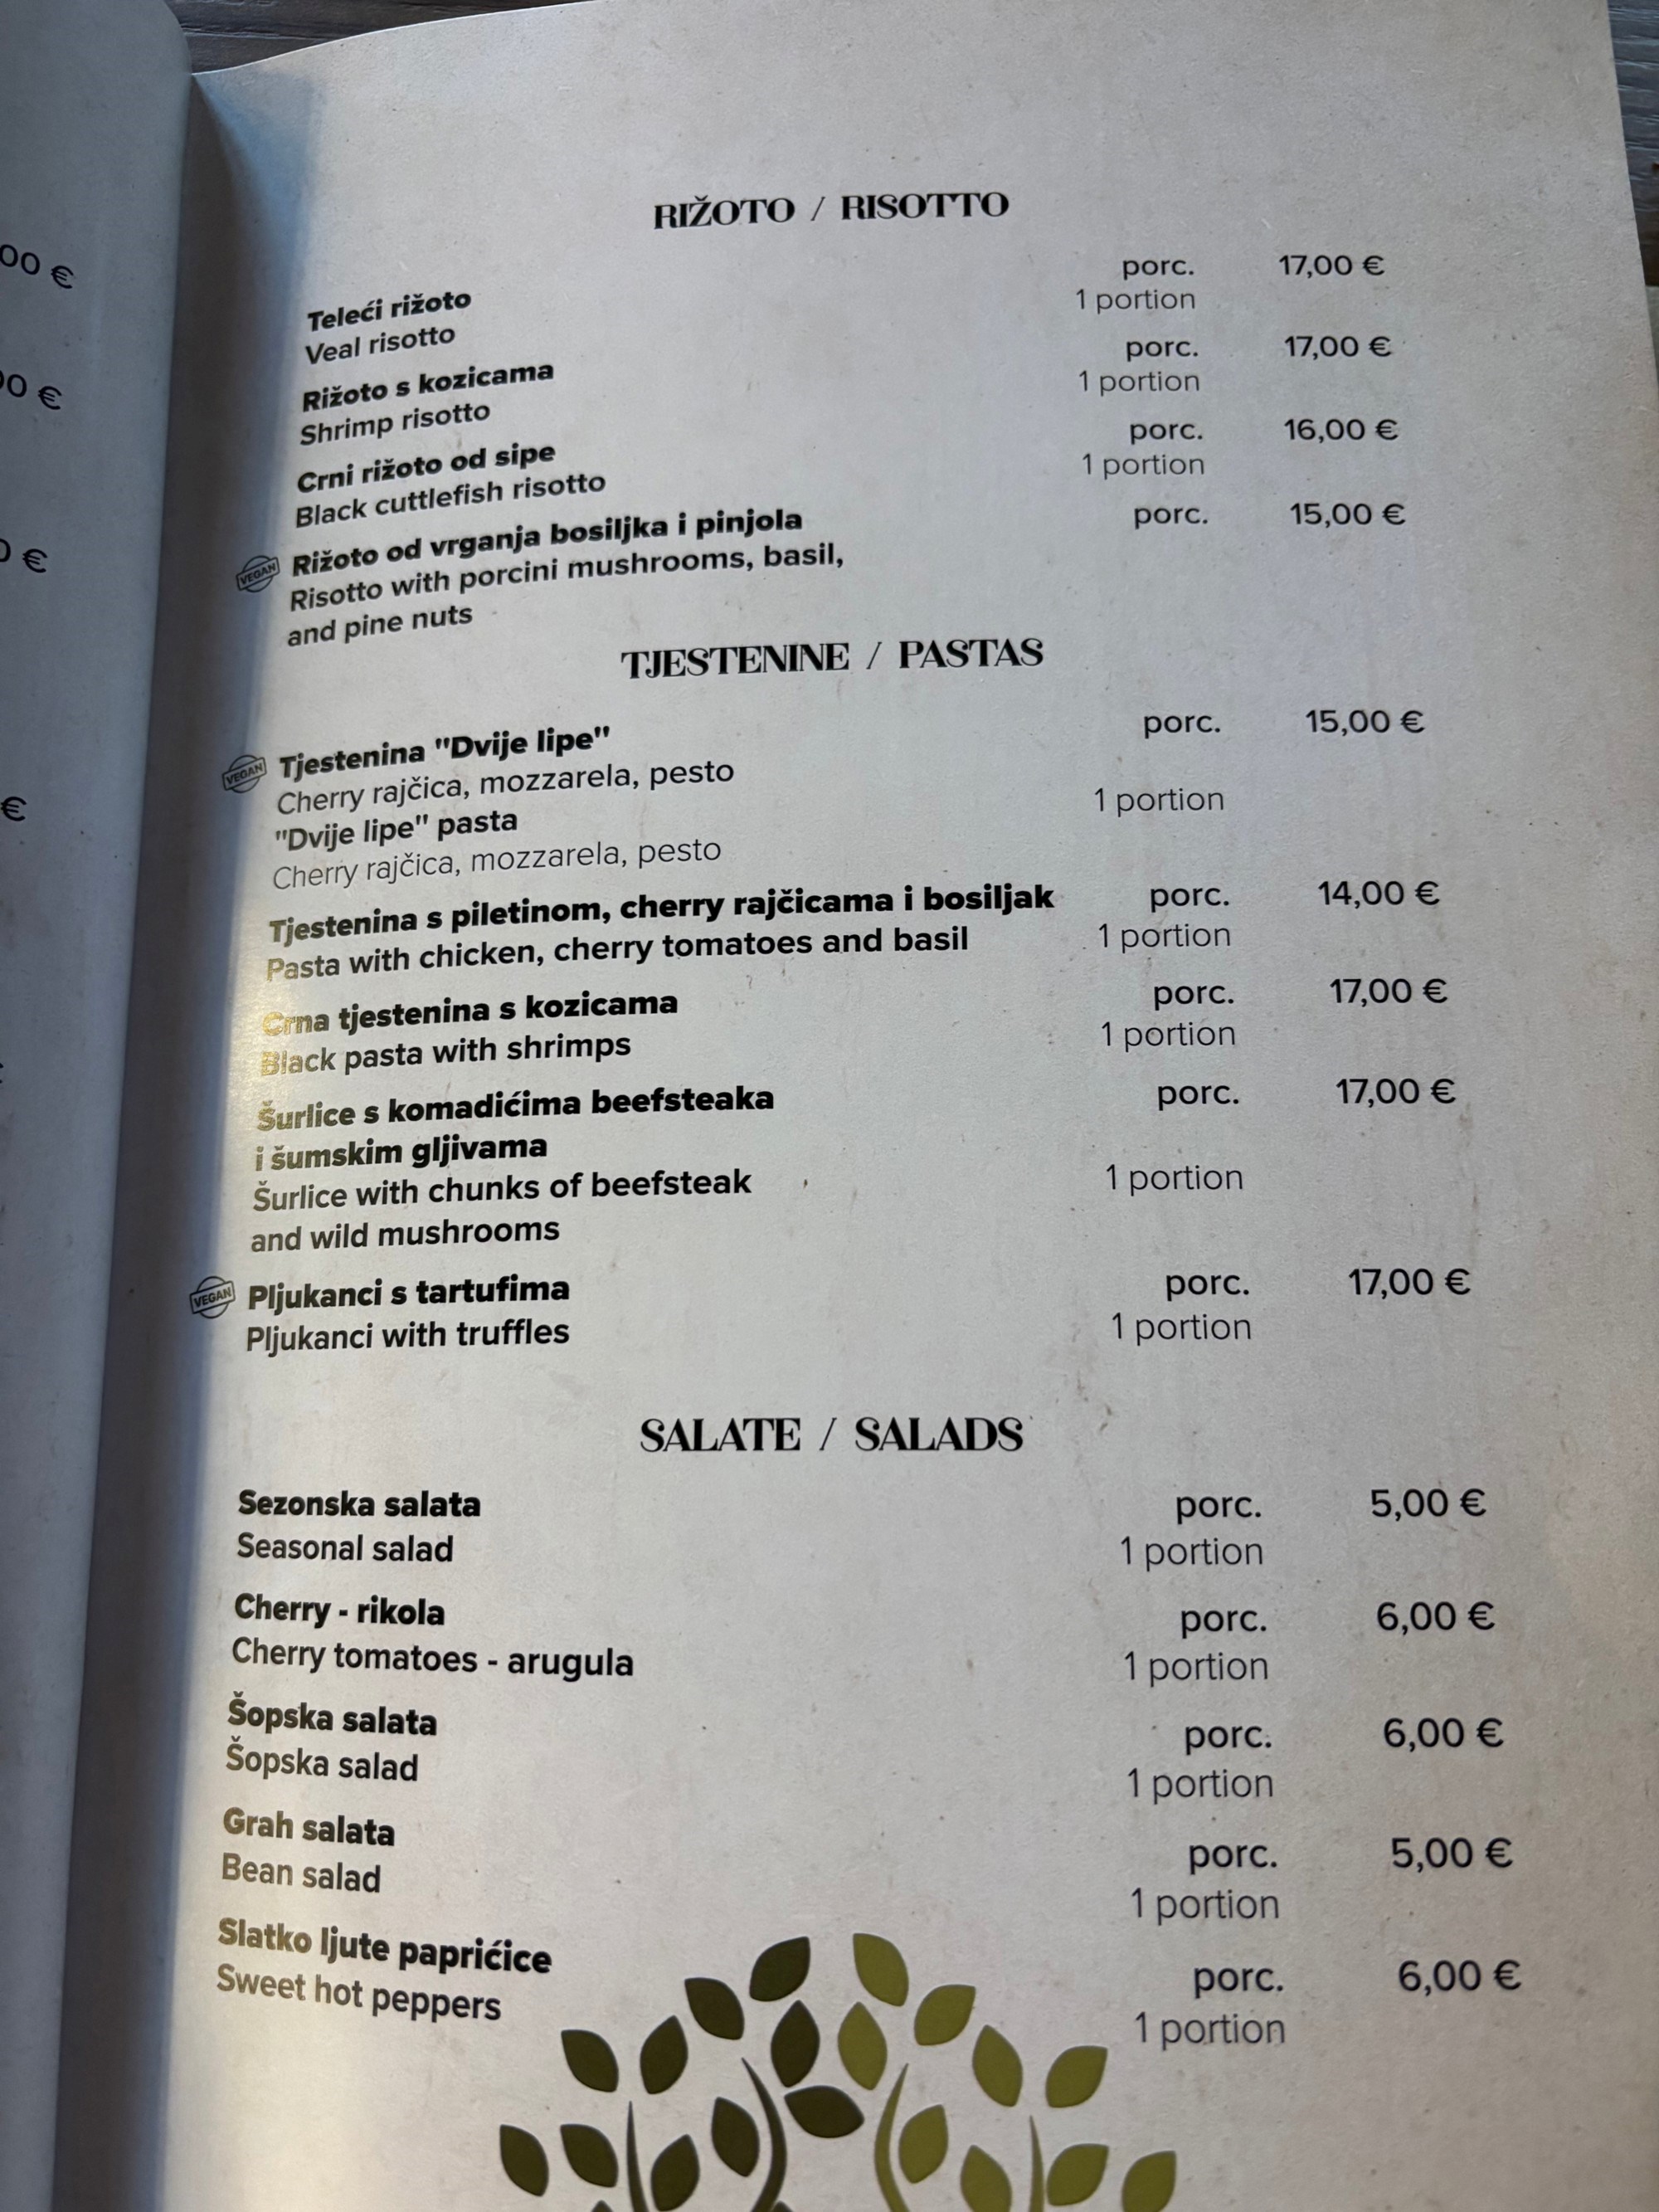 00 €
0 €
€
€
RIŽOTO / RISOTTO
Teleći rižoto porc. 17,00 €
Veal risotto 1 portion
Rižoto s kozicama porc. 17,00 €
Shrimp risotto 1 portion
Crni rižoto od sipe porc. 16,00 €
Black cuttlefish risotto 1 portion
VEGAN Rižoto od vrganja bosiljka i pinjola porc. 15,00 €
Risotto with porcini mushrooms, basil,
and pine nuts
TJESTENINE / PASTAS
VEGAN Tjestenina "Dvije lipe" porc. 15,00 €
Cherry rajčica, mozzarela, pesto
"Dvije lipe" pasta 1 portion
Cherry rajčica, mozzarela, pesto
Tjestenina s piletinom, cherry rajčicama i bosiljak porc. 14,00 €
Pasta with chicken, cherry tomatoes and basil 1 portion
Crna tjestenina s kozicama porc. 17,00 €
Black pasta with shrimps 1 portion
Šurlice s komadićima beefsteaka porc. 17,00 €
i šumskim gljivama
Šurlice with chunks of beefsteak 1 portion
and wild mushrooms
VEGAN Pljukanci s tartufima porc. 17,00 €
Pljukanci with truffles 1 portion
SALATE / SALADS
Sezonska salata porc. 5,00 €
Seasonal salad 1 portion
Cherry - rikola porc. 6,00 €
Cherry tomatoes - arugula 1 portion
Šopska salata porc. 6,00 €
Šopska salad 1 portion
Grah salata porc. 5,00 €
Bean salad 1 portion
Slatko ljute papričice porc. 6,00 €
Sweet hot peppers 1 portion